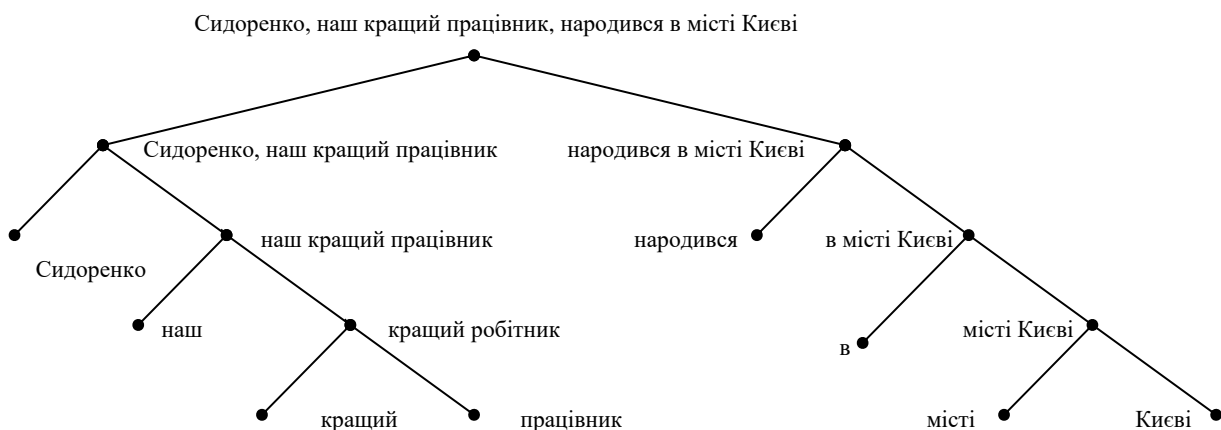 Сидоренко, наш кращий працівник, народився в місті Києві
Сидоренко, наш кращий працівник
народився в місті Києві
наш кращий працівник
народився
в місті Києві
Сидоренко
наш
кращий робітник
в
місті Києві
кращий
працівник
місті
Києві